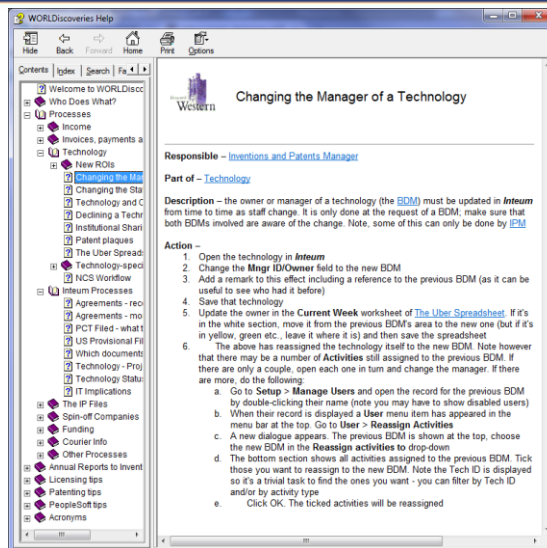 WORLDiscoveries Help
Hide Back Forward Home Print Options
Contents Index Search Fa
Welcome to WORLDisco
Who Does What?
Processes
Income
Invoices, payments a
Technology
New ROIs
Changing the Mar
Changing the Sta
Technology and C
Declining a Techr
Institutional Shari
Patent plaques
The Uber Spreads
Technology-speci
NCS Workflow
Inteum Processes
Agreements - rec
Agreements - mo
PCT Filed - what t
US Provisional Fil
Which documents
Technology - Proj
Technology Status
IT Implications
The IP Files
Spin-off Companies
Funding
Courier Info
Other Processes
Annual Reports to Invent
Licensing tips
Patenting tips
PeopleSoft tips
Acronyms
Western
Changing the Manager of a Technology
Responsible – Inventions and Patents Manager
Part of – Technology
Description – the owner or manager of a technology (the BDM) must be updated in Inteum
from time to time as staff change. It is only done at the request of a BDM; make sure that
both BDMs involved are aware of the change. Note, some of this can only be done by IPM
Action –
1. Open the technology in Inteum
2. Change the Mngr ID/Owner field to the new BDM
3. Add a remark to this effect including a reference to the previous BDM (as it can be
useful to see who had it before)
4. Save that technology
5. Update the owner in the Current Week worksheet of The Uber Spreadsheet. If it's
in the white section, move it from the previous BDM's area to the new one (but if it's
in yellow, green etc., leave it where it is) and then save the spreadsheet
6. The above has reassigned the technology itself to the new BDM. Note however
that there may be a number of Activities still assigned to the previous BDM. If
there are only a couple, open each one in turn and change the manager. If there
are more, do the following:
a. Go to Setup > Manage Users and open the record for the previous BDM
by double-clicking their name (note you may have to show disabled users)
b. When their record is displayed a User menu item has appeared in the
menu bar at the top. Go to User > Reassign Activities
c. A new dialogue appears. The previous BDM is shown at the top, choose
the new BDM in the Reassign activities to drop-down
d. The bottom section shows all activities assigned to the previous BDM. Tick
those you want to reassign to the new BDM. Note the Tech ID is displayed
so it's a trivial task to find the ones you want - you can filter by Tech ID
and/or by activity type
e. Click OK. The ticked activities will be reassigned